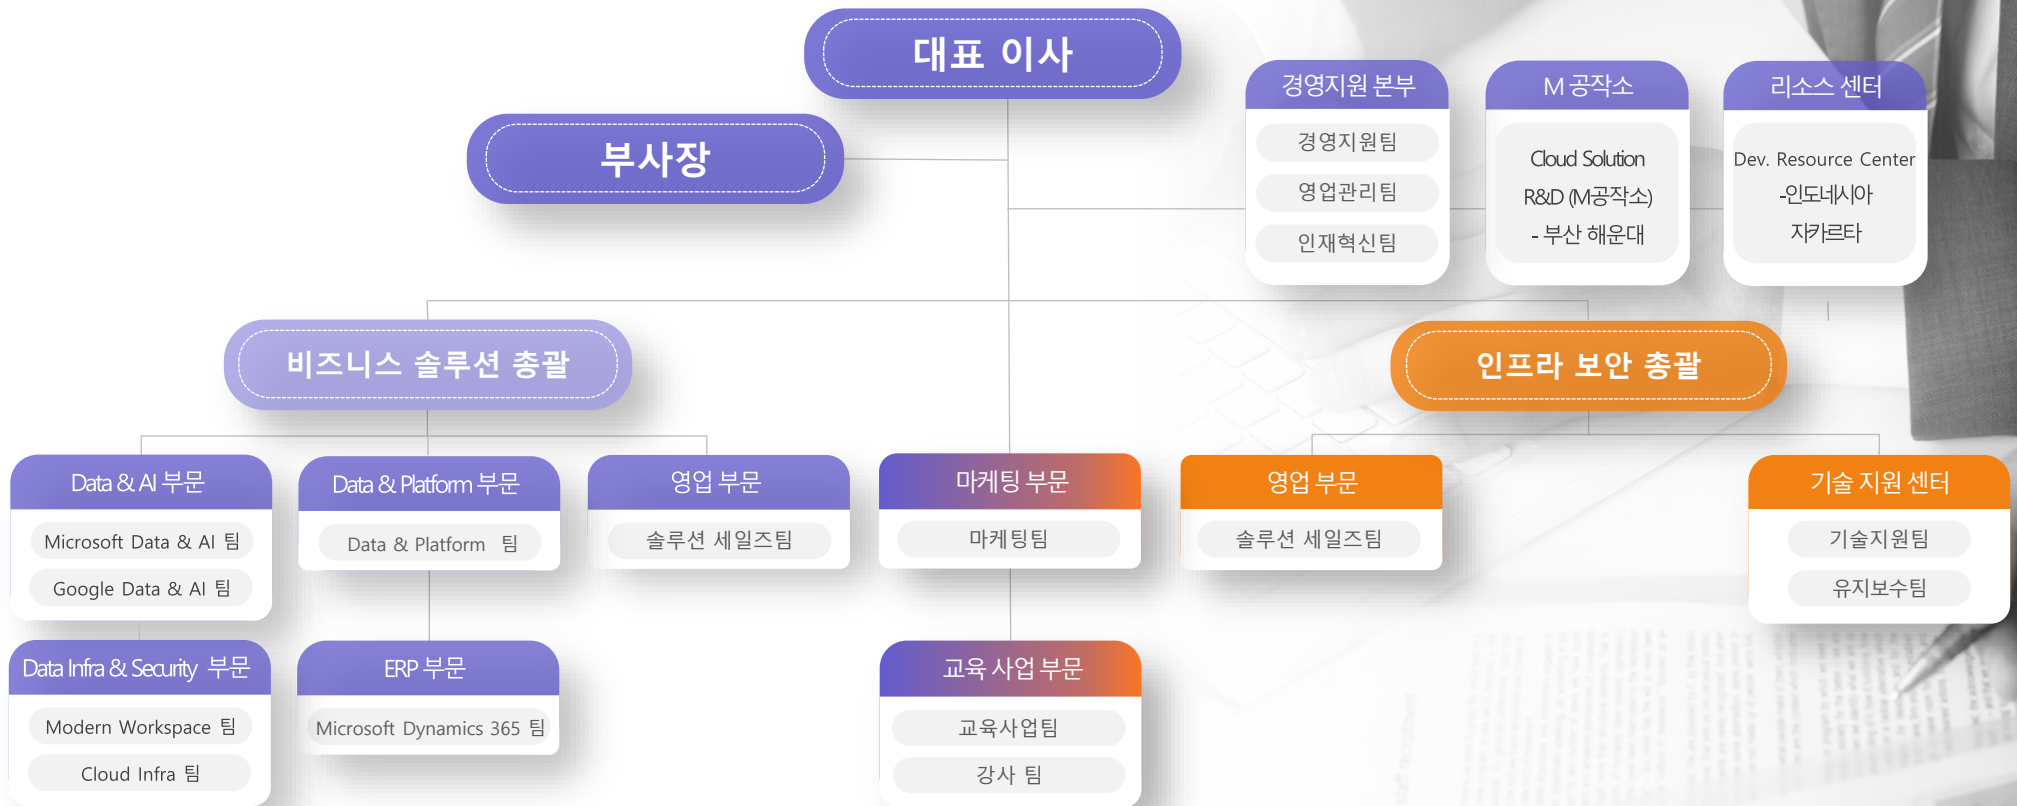 대표 이사
부사장
경영지원 본부
경영지원팀
영업관리팀
인재혁신팀
M 공작소
Cloud Solution
R&D (M공작소)
- 부산 해운대
리소스 센터
Dev. Resource Center
-인도네시아
자카르타
비즈니스 솔루션 총괄
인프라 보안 총괄
Data & AI 부문
Microsoft Data & AI 팀
Google Data & AI 팀
Data & Platform 부문
Data & Platform 팀
영업 부문
솔루션 세일즈팀
마케팅 부문
마케팅팀
영업 부문
솔루션 세일즈팀
기술 지원 센터
기술지원팀
유지보수팀
Data Infra & Security 부문
Modern Workspace 팀
Cloud Infra 팀
ERP 부문
Microsoft Dynamics 365 팀
교육 사업 부문
교육사업팀
강사 팀